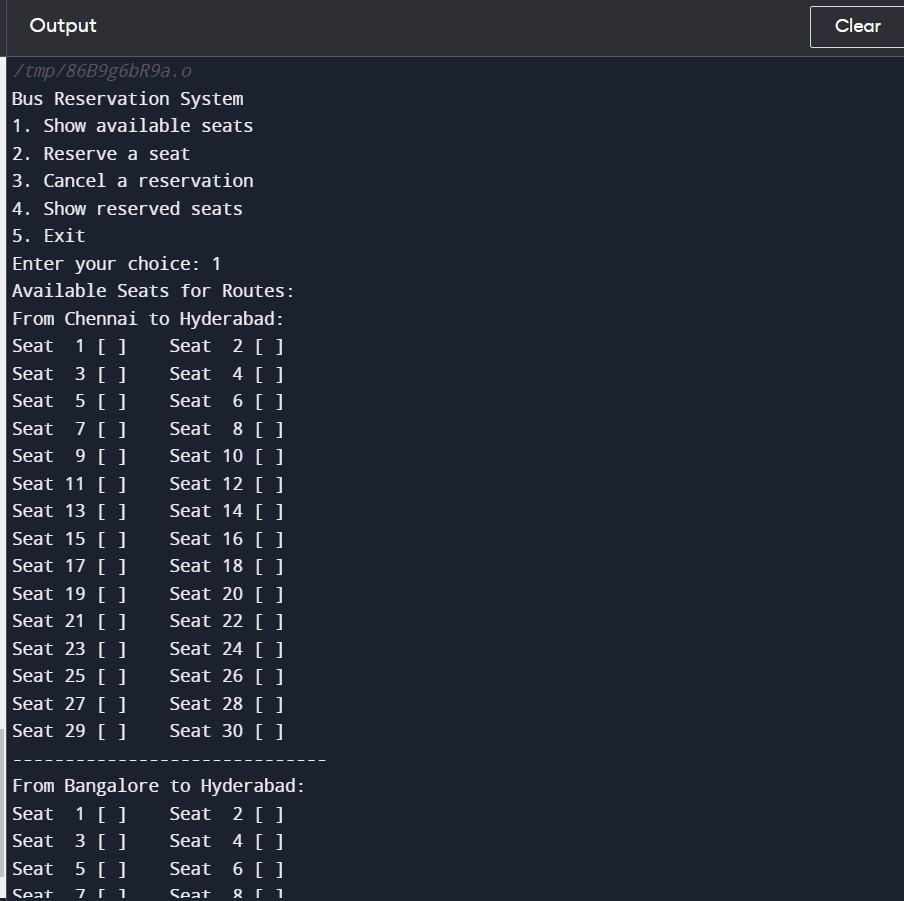 Output
Clear
/tmp/86B9g6bR9a.o
Bus Reservation System
1. Show available seats
2. Reserve a seat
3. Cancel a reservation
4. Show reserved seats
5. Exit
Enter your choice: 1
Available Seats for Routes:
From Chennai to Hyderabad:
Seat  1 [ ]    Seat  2 [ ]
Seat  3 [ ]    Seat  4 [ ]
Seat  5 [ ]    Seat  6 [ ]
Seat  7 [ ]    Seat  8 [ ]
Seat  9 [ ]    Seat 10 [ ]
Seat 11 [ ]    Seat 12 [ ]
Seat 13 [ ]    Seat 14 [ ]
Seat 15 [ ]    Seat 16 [ ]
Seat 17 [ ]    Seat 18 [ ]
Seat 19 [ ]    Seat 20 [ ]
Seat 21 [ ]    Seat 22 [ ]
Seat 23 [ ]    Seat 24 [ ]
Seat 25 [ ]    Seat 26 [ ]
Seat 27 [ ]    Seat 28 [ ]
Seat 29 [ ]    Seat 30 [ ]
------------------------------
From Bangalore to Hyderabad:
Seat  1 [ ]    Seat  2 [ ]
Seat  3 [ ]    Seat  4 [ ]
Seat  5 [ ]    Seat  6 [ ]
Seat  7 [ ]    Seat  8 [ ]